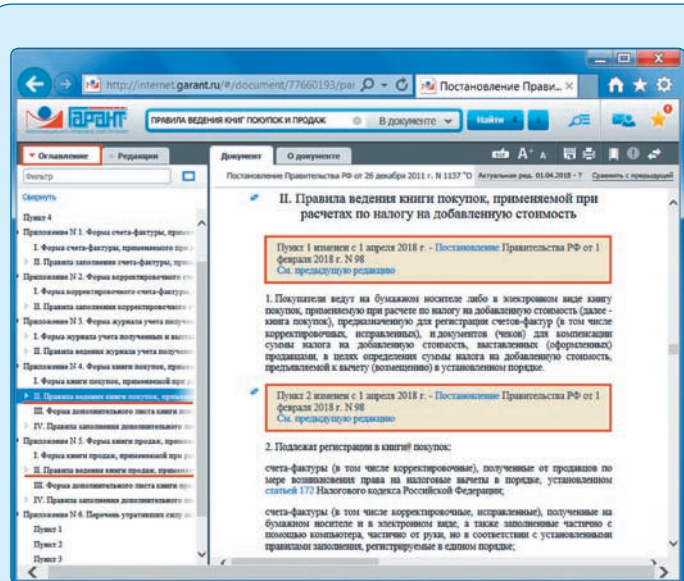 http://internet.garant.ru/#/document/77660193/par
Постановление Прави...
ГАРАНТ
ПРАВИЛА ВЕДЕНИЯ КНИГ ПОКУПОК И ПРОДАЖ
В документе
Найти
Оглавление
Редакции
Фильтр
Свернуть
Пункт 4
Приложение N 1. Форма счета-фактуры,
I. Форма счета-фактуры, применяемого при
II. Правила заполнения счета-фактуры,
Приложение N 2. Форма корректировочного
I. Форма корректировочного счета-фактуры,
II. Правила заполнения корректировочного
Приложение N 3. Форма журнала учета
I. Форма журнала учета полученных и
II. Правила ведения журнала учета
Приложение N 4. Форма книги покупок,
I. Форма книги покупок, применяемой при
II. Правила ведения книги покупок,
III. Форма дополнительного листа книги
IV. Правила заполнения дополнительного
Приложение N 5. Форма книги продаж,
I. Форма книги продаж, применяемой при
II. Правила ведения книги продаж,
III. Форма дополнительного листа книги
IV. Правила заполнения дополнительного
Приложение N 6. Перечень утративших силу
Пункт 1
Пункт 2
Пункт 3
Документ
О документе
Постановление Правительства РФ от 26 декабря 2011 г. N 1137 "О
Актуальная ред. 01.04.2018 - ?
Сравнить с предыдущей
II. Правила ведения книги покупок, применяемой при
расчетах по налогу на добавленную стоимость
Пункт 1 изменен с 1 апреля 2018 г. - Постановление Правительства РФ от 1
февраля 2018 г. N 98
См. предыдущую редакцию
1. Покупатели ведут на бумажном носителе либо в электронном виде книгу
покупок, применяемую при расчете по налогу на добавленную стоимость (далее -
книга покупок), предназначенную для регистрации счетов-фактур (в том числе
корректировочных, исправленных), и документов (чеков) для компенсации
суммы налога на добавленную стоимость, выставленных (оформленных)
продавцами, в целях определения суммы налога на добавленную стоимость,
предъявляемой к вычету (возмещению) в установленном порядке.
Пункт 2 изменен с 1 апреля 2018 г. - Постановление Правительства РФ от 1
февраля 2018 г. N 98
См. предыдущую редакцию
2. Подлежат регистрации в книге# покупок:
счета-фактуры (в том числе корректировочные), полученные от продавцов по
мере возникновения права на налоговые вычеты в порядке, установленном
статьей 172 Налогового кодекса Российской Федерации;
счета-фактуры (в том числе корректировочные, исправленные), полученные на
бумажном носителе и в электронном виде, а также заполненные частично с
помощью компьютера, частично от руки, но в соответствии с установленными
правилами заполнения, регистрируемые в едином порядке;